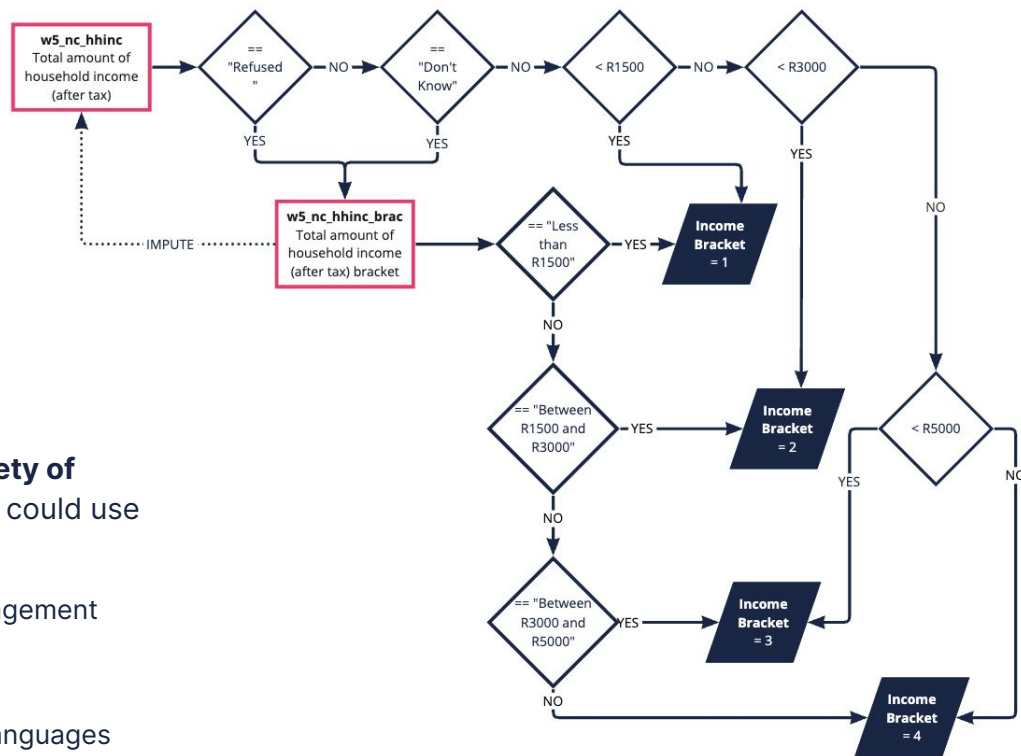 w5_nc_hhinc
Total amount of
household income
(after tax)
==
"Refused
"
NO
==
"Don't
Know"
NO
< R1500
NO
< R3000
YES
YES
YES
YES
NO
w5_nc_hhinc_brac
Total amount of
household income
(after tax) bracket
IMPUTE
== "Less
than
R1500"
YES
Income
Bracket
= 1
NO
== "Between
R1500 and
R3000"
YES
Income
Bracket
= 2
< R5000
YES
NO
NO
== "Between
R3000 and
R5000"
YES
Income
Bracket
= 3
NO
Income
Bracket
= 4
ety of
could use
gement
anguages